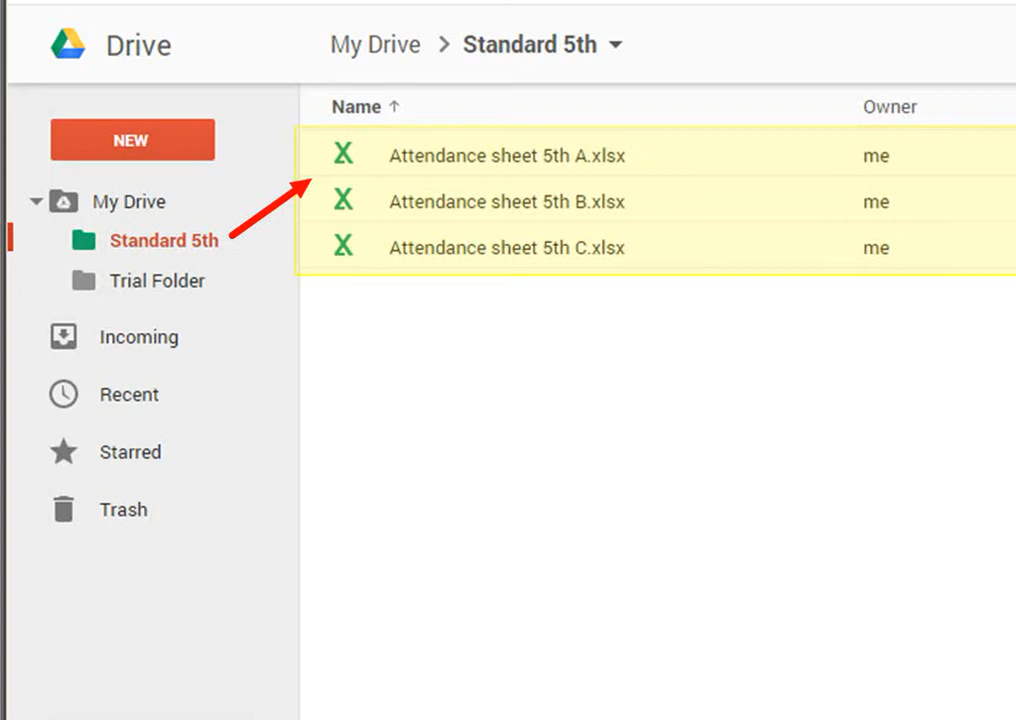 Drive
My Drive > Standard 5th
NEW
My Drive
Standard 5th
Trial Folder
Incoming
Recent
Starred
Trash
Name ↑ Owner
Attendance sheet 5th A.xlsx me
Attendance sheet 5th B.xlsx me
Attendance sheet 5th C.xlsx me